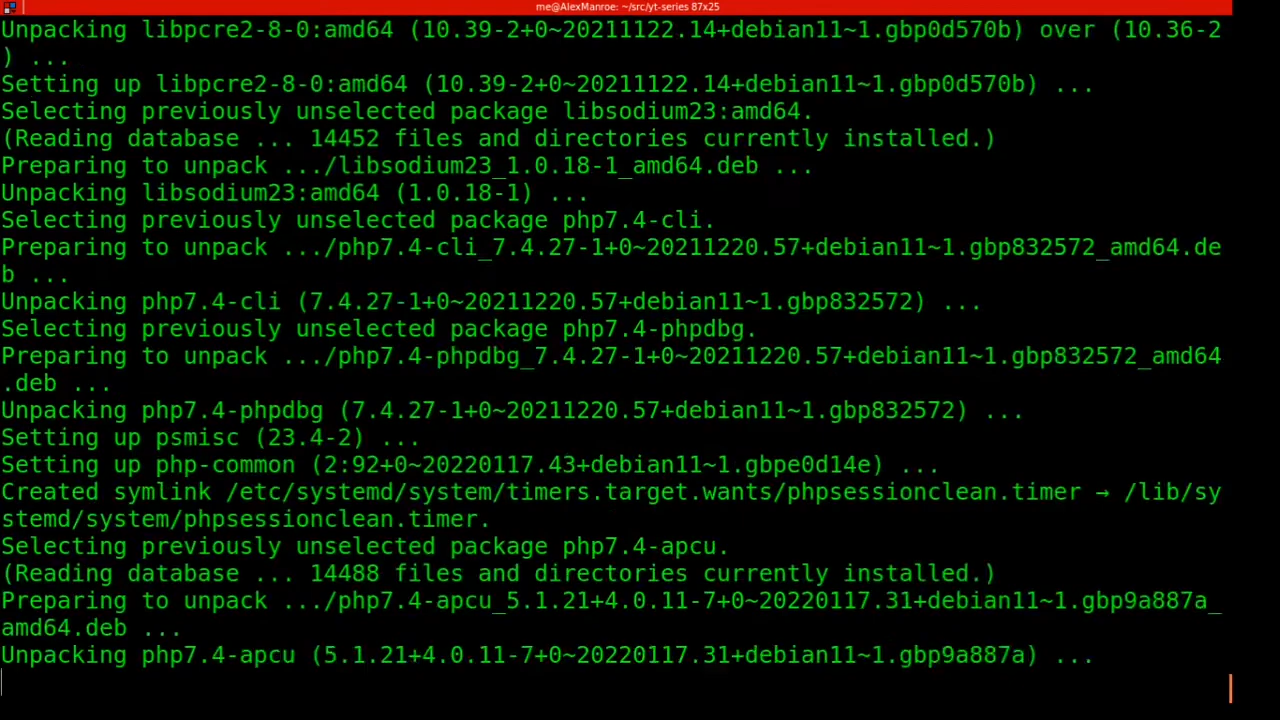 me@AlexManroe: ~/src/yt-series 87x25
Unpacking libpcre2-8-0:amd64 (10.39-2+0~20211122.14+debian11~1.gbp0d570b) over (10.36-2
) ...
Setting up libpcre2-8-0:amd64 (10.39-2+0~20211122.14+debian11~1.gbp0d570b) ...
Selecting previously unselected package libsodium23:amd64.
(Reading database ... 14452 files and directories currently installed.)
Preparing to unpack .../libsodium23_1.0.18-1_amd64.deb ...
Unpacking libsodium23:amd64 (1.0.18-1) ...
Selecting previously unselected package php7.4-cli.
Preparing to unpack .../php7.4-cli_7.4.27-1+0~20211220.57+debian11~1.gbp832572_amd64.de
b ...
Unpacking php7.4-cli (7.4.27-1+0~20211220.57+debian11~1.gbp832572) ...
Selecting previously unselected package php7.4-phpdbg.
Preparing to unpack .../php7.4-phpdbg_7.4.27-1+0~20211220.57+debian11~1.gbp832572_amd64
.deb ...
Unpacking php7.4-phpdbg (7.4.27-1+0~20211220.57+debian11~1.gbp832572) ...
Setting up psmisc (23.4-2) ...
Setting up php-common (2:92+0~20220117.43+debian11~1.gbpe0d14e) ...
Created symlink /etc/systemd/system/timers.target.wants/phpsessionclean.timer → /lib/sy
stemd/system/phpsessionclean.timer.
Selecting previously unselected package php7.4-apcu.
(Reading database ... 14488 files and directories currently installed.)
Preparing to unpack .../php7.4-apcu_5.1.21+4.0.11-7+0~20220117.31+debian11~1.gbp9a887a_
amd64.deb ...
Unpacking php7.4-apcu (5.1.21+4.0.11-7+0~20220117.31+debian11~1.gbp9a887a) ...